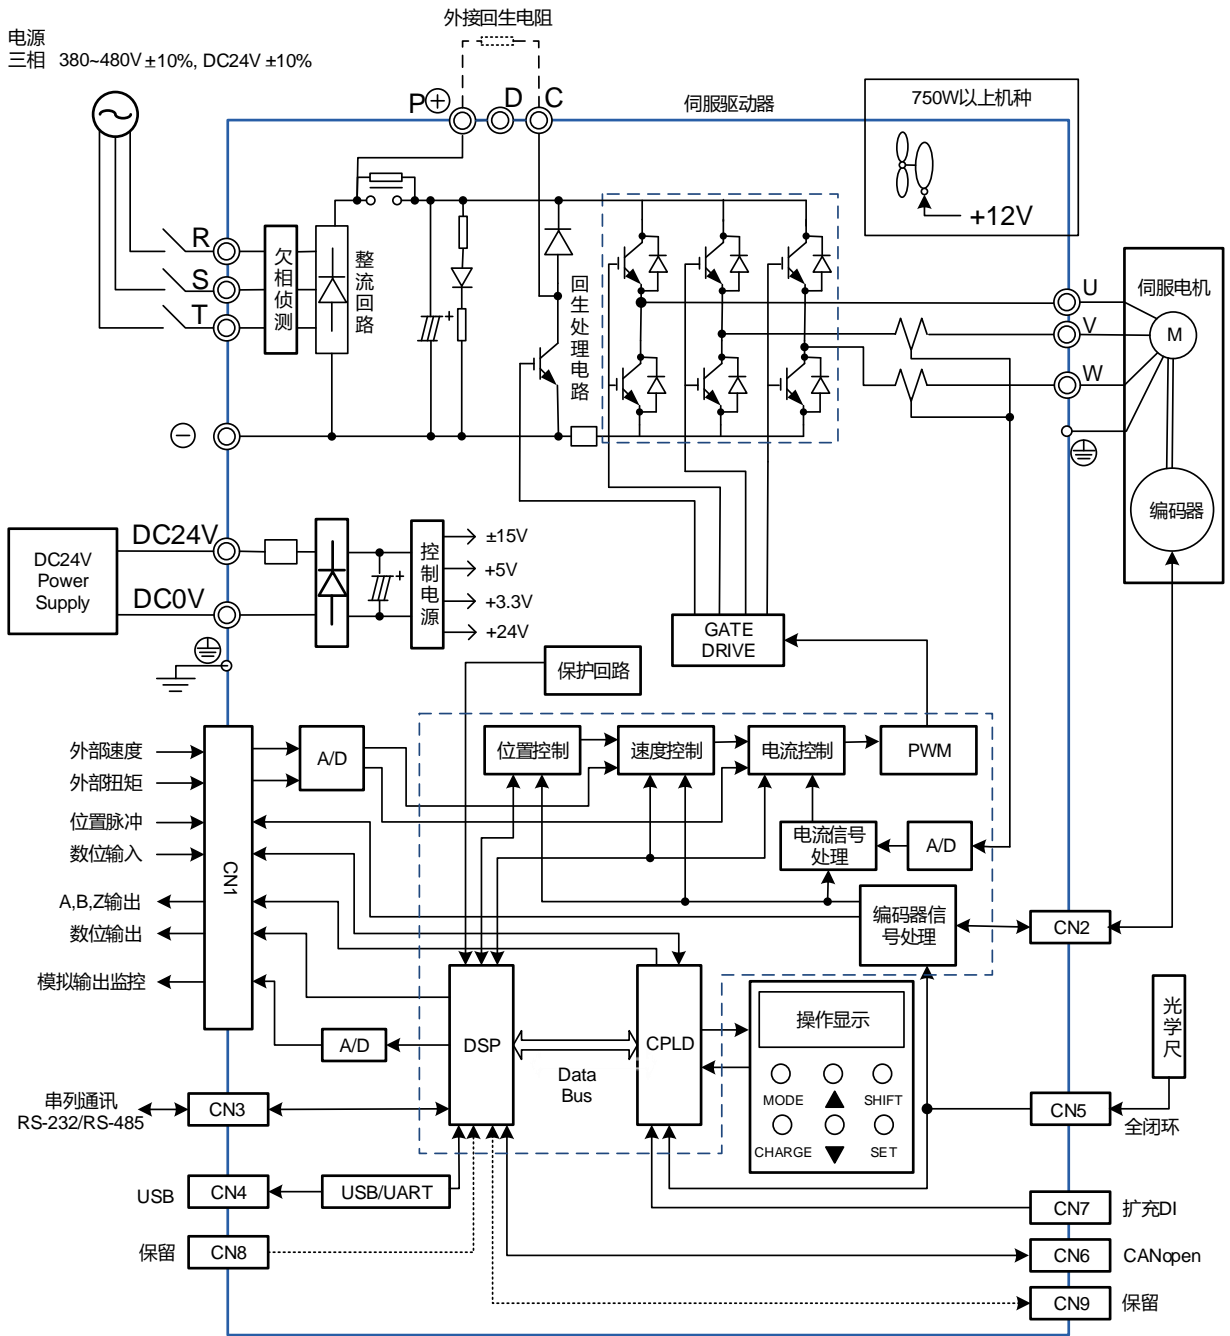 外接回生电阻
电源
三相 380~480V ±10%, DC24V ±10%
P⊕
D
C
伺服驱动器
750W以上机种
+12V
R
S
T
欠相侦测
整流回路
回生处理电路
U
V
W
伺服电机
M
编码器
⊖
DC24V
Power
Supply
DC24V
DC0V
控制电源
±15V
+5V
+3.3V
+24V
GATE
DRIVE
保护回路
外部速度
外部扭矩
位置脉冲
数位输入
A,B,Z输出
数位输出
模拟输出监控
CN1
A/D
位置控制
速度控制
电流控制
PWM
电流信号
处理
A/D
编码器信
号处理
CN2
A/D
DSP
Data
Bus
CPLD
操作显示
MODE
▲
SHIFT
CHARGE
▼
SET
光学尺
串列通讯
RS-232/RS-485
CN3
CN5
全闭环
USB
CN4
USB/UART
CN7
扩充DI
保留
CN8
CN6
CANopen
CN9
保留